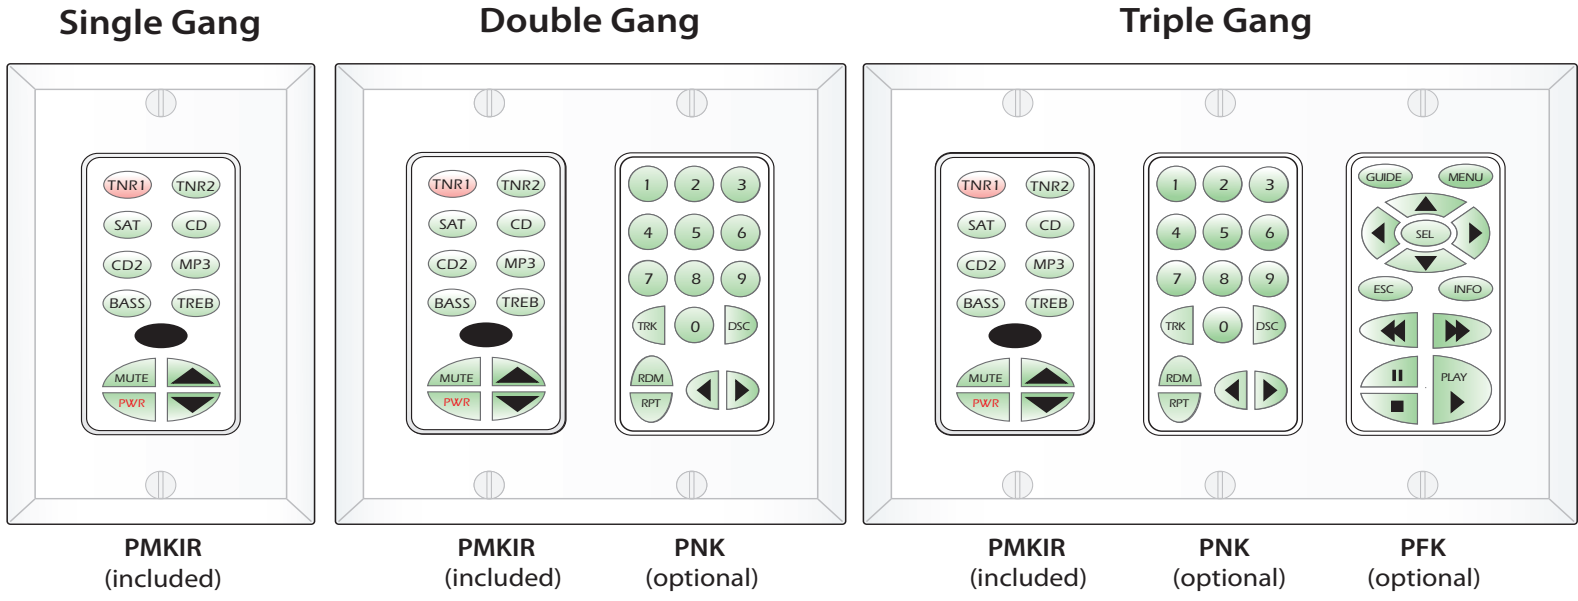 Single Gang
TNR1 TNR2
SAT CD
CD2 MP3
BASS TREB
MUTE
PWR
PMKIR
(included)
Double Gang
TNR1 TNR2
SAT CD
CD2 MP3
BASS TREB
MUTE
PWR
PMKIR
(included)
1 2 3
4 5 6
7 8 9
TRK 0 DSC
RDM
RPT
PNK
(optional)
Triple Gang
TNR1 TNR2
SAT CD
CD2 MP3
BASS TREB
MUTE
PWR
PMKIR
(included)
1 2 3
4 5 6
7 8 9
TRK 0 DSC
RDM
RPT
PNK
(optional)
GUIDE MENU
SEL
ESC INFO
PLAY
PFK
(optional)